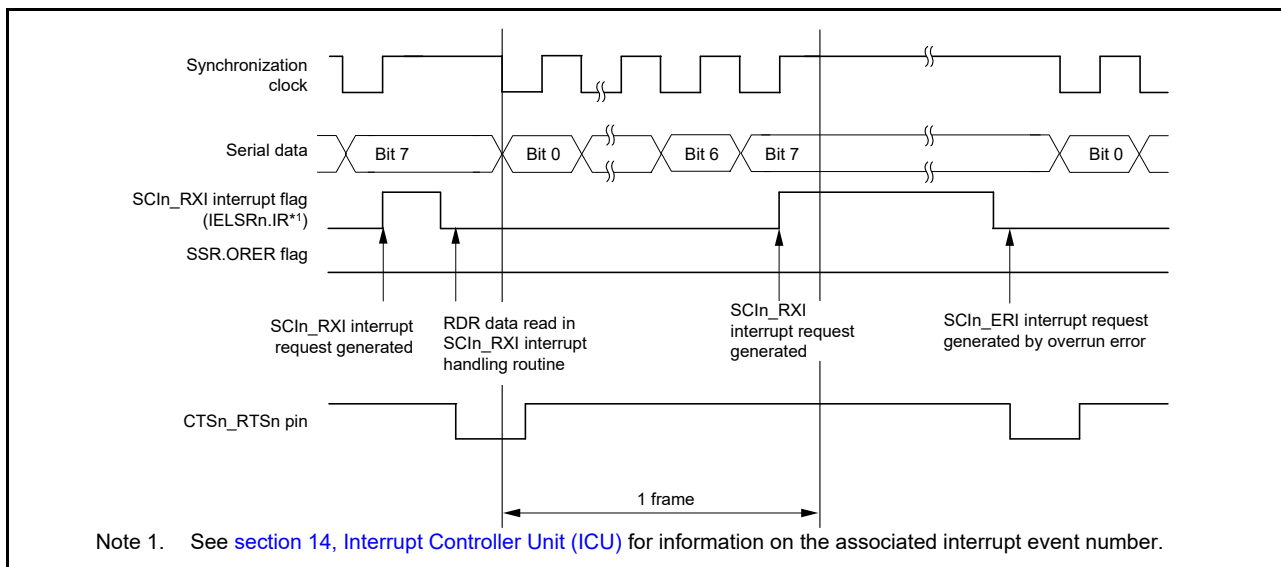 Synchronization
clock
Serial data
Bit 7
Bit 0
Bit 6
Bit 7
Bit 0
SCIn_RXI interrupt flag
(IELSRn.IR*1)
SSR.ORER flag
SCIn_RXI interrupt
request generated
RDR data read in
SCIn_RXI interrupt
handling routine
SCIn_RXI
interrupt request
generated
SCIn_ERI interrupt request
generated by overrun error
CTSn_RTSn pin
1 frame
Note 1. See section 14, Interrupt Controller Unit (ICU) for information on the associated interrupt event number.